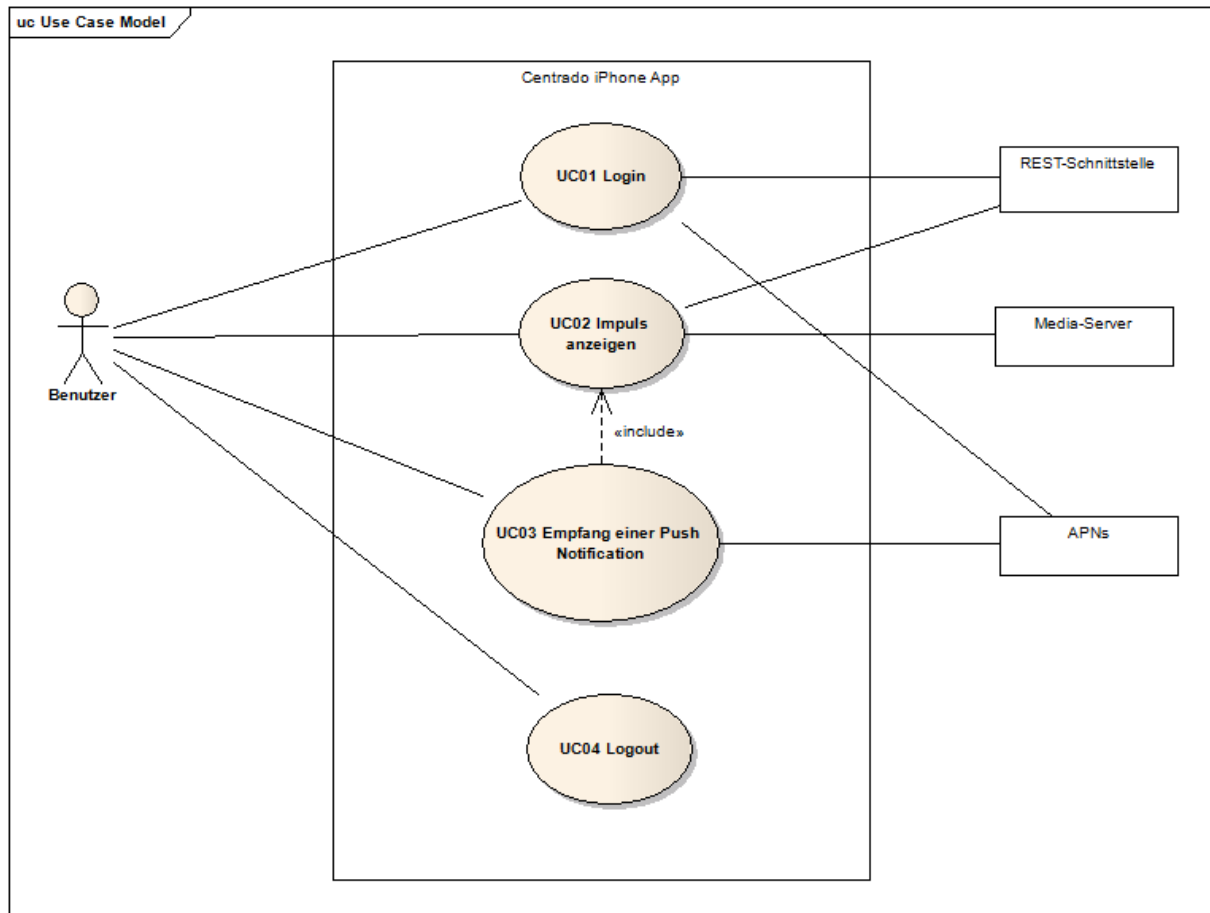 uc Use Case Model
Centrado iPhone App
UC01 Login
REST-Schnittstelle
UC02 Impuls
anzeigen
Media-Server
Benutzer
«include»
UC03 Empfang einer Push
Notification
APNs
UC04 Logout